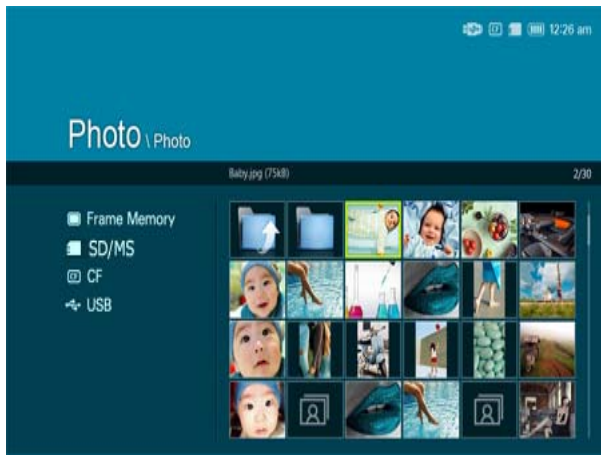 12:26 am
Photo \ Photo
Baby.jpg (75kB) 2/30
Frame Memory
SD/MS
CF
USB